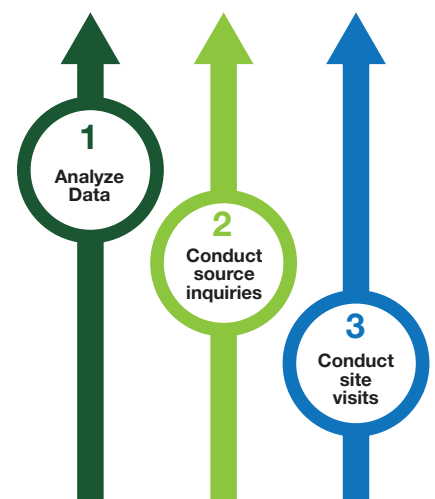 1
Analyze
Data
2
Conduct
source
inquiries
3
Conduct
site
visits